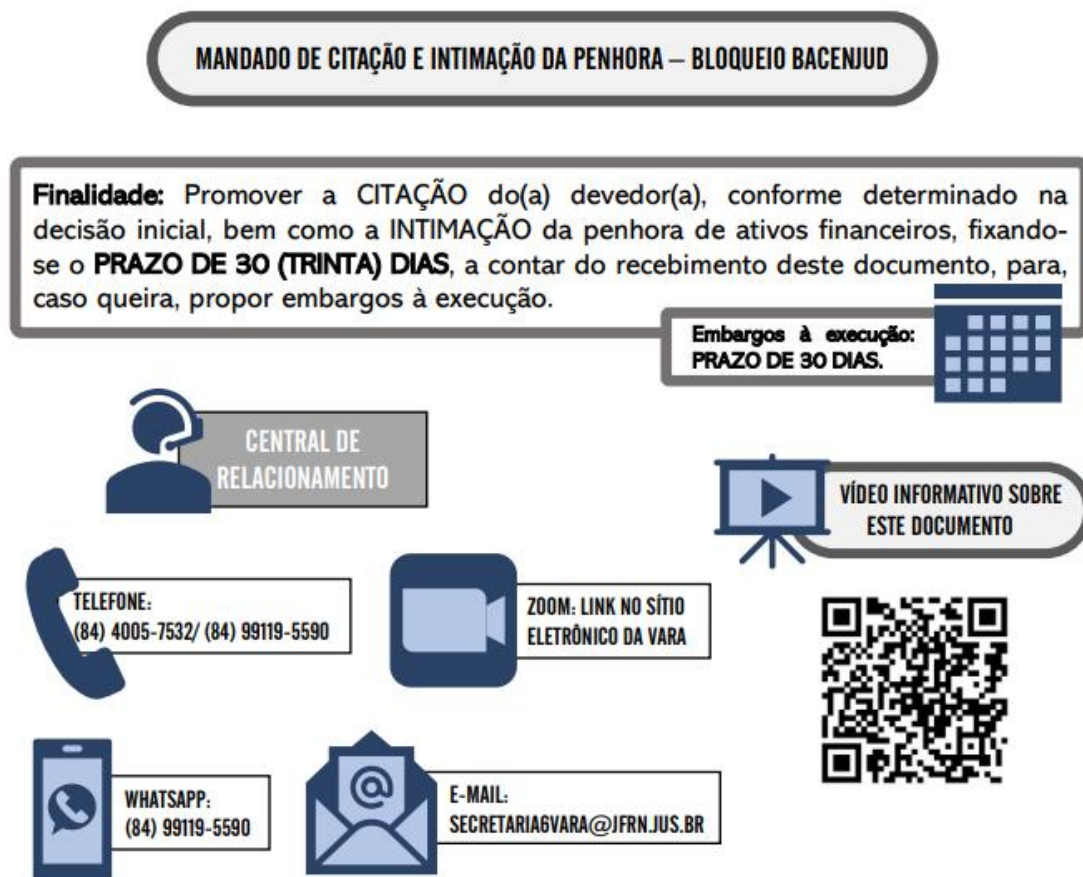 MANDADO DE CITAÇÃO E INTIMAÇÃO DA PENHORA – BLOQUEIO BACENJUD
Finalidade: Promover a CITAÇÃO do(a) devedor(a), conforme determinado na
decisão inicial, bem como a INTIMAÇÃO da penhora de ativos financeiros, fixando-
se o PRAZO DE 30 (TRINTA) DIAS, a contar do recebimento deste documento, para,
caso queira, propor embargos à execução.
Embargos à execução:
PRAZO DE 30 DIAS.
CENTRAL DE
RELACIONAMENTO
VÍDEO INFORMATIVO SOBRE
ESTE DOCUMENTO
TELEFONE:
(84) 4005-7532/ (84) 99119-5590
ZOOM: LINK NO SÍTIO
ELETRÔNICO DA VARA
WHATSAPP:
(84) 99119-5590
@
E-MAIL:
SECRETARIA6VARA@JFRN.JUS.BR